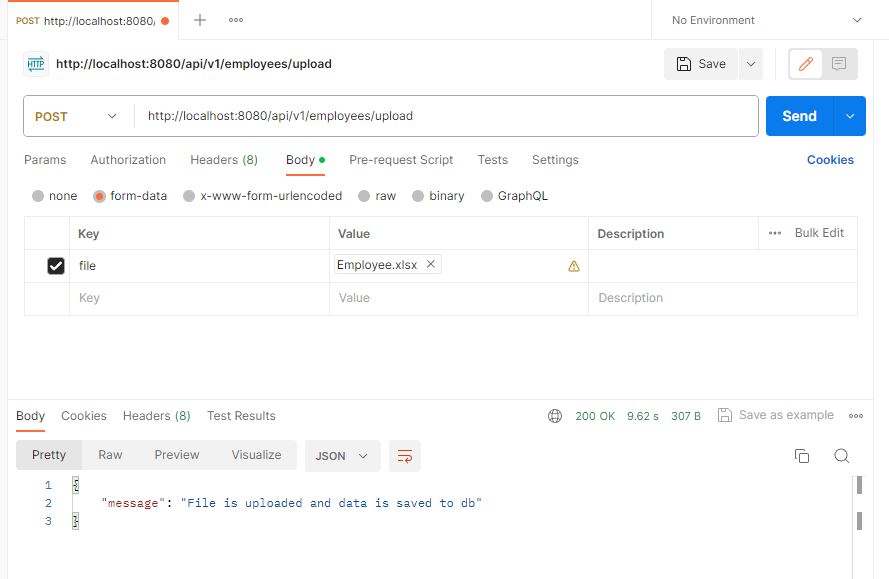 POST http://localhost:8080/
No Environment
HTTP http://localhost:8080/api/v1/employees/upload
Save
POST http://localhost:8080/api/v1/employees/upload Send
Params Authorization Headers (8) Body Pre-request Script Tests Settings Cookies
none form-data x-www-form-urlencoded raw binary GraphQL
Key Value Description Bulk Edit
file Employee.xlsx
Key Value Description
Body Cookies Headers (8) Test Results 200 OK 9.62 s 307 B Save as example
Pretty Raw Preview Visualize JSON
1 {
2 "message": "File is uploaded and data is saved to db"
3 }